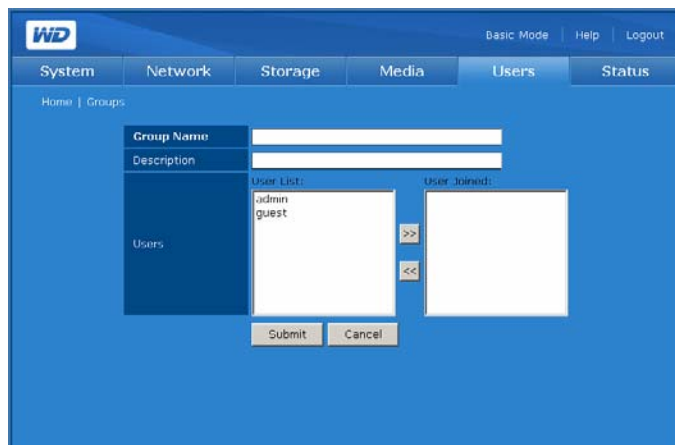 WD
Basic Mode | Help | Logout
System Network Storage Media Users Status
Home | Groups
Group Name
Description
User List: User Joined:
admin
guest
Users
>>
<<
Submit Cancel